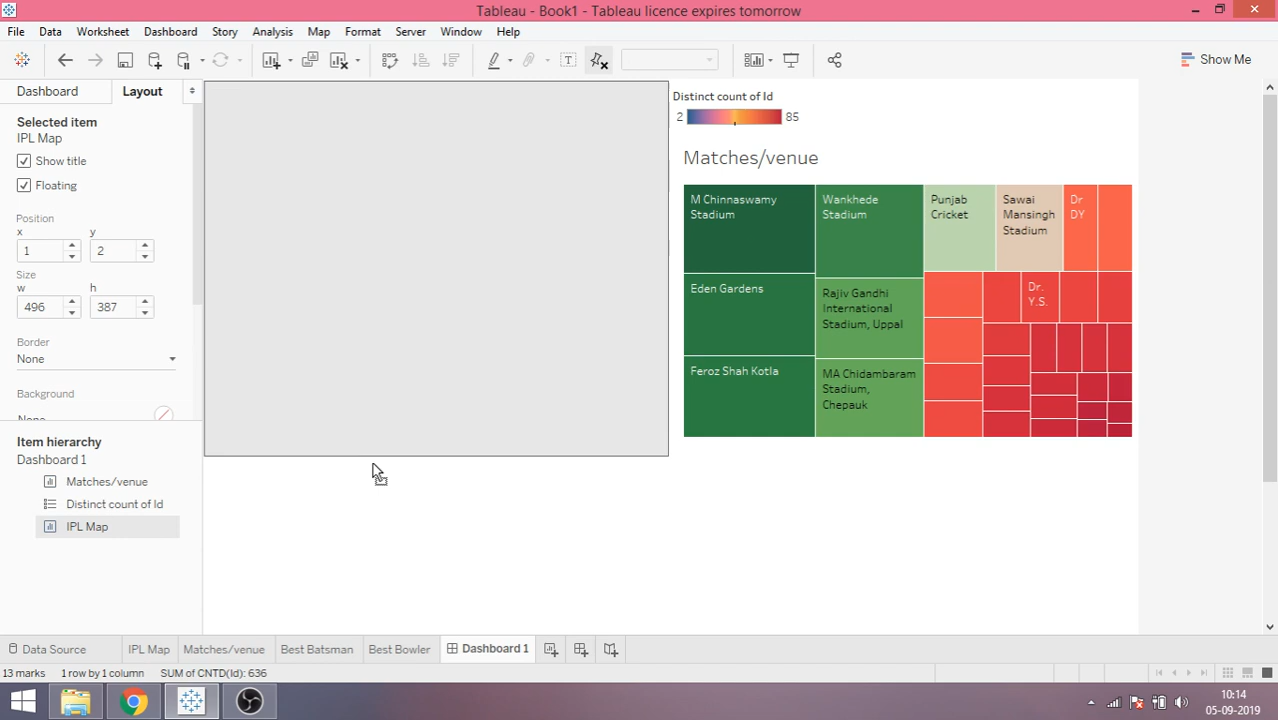 Tableau - Book1 - Tableau licence expires tomorrow
File Data Worksheet Dashboard Story Analysis Map Format Server Window Help
Show Me
Dashboard Layout
Selected item
IPL Map
Show title
Floating
Position
x y
1 2
Size
w h
496 387
Border
None
Background
None
Item hierarchy
Dashboard 1
Matches/venue
Distinct count of Id
IPL Map
Distinct count of Id
2 85
Matches/venue
M Chinnaswamy
Stadium
Eden Gardens
Feroz Shah Kotla
Wankhede
Stadium
Rajiv Gandhi
International
Stadium, Uppal
MA Chidambaram
Stadium,
Chepauk
Punjab
Cricket
Sawai
Mansingh
Stadium
Dr
DY
Dr.
Y.S.
Data Source IPL Map Matches/venue Best Batsman Best Bowler Dashboard 1
13 marks 1 row by 1 column SUM of CNTD(Id): 636
10:14
05-09-2019